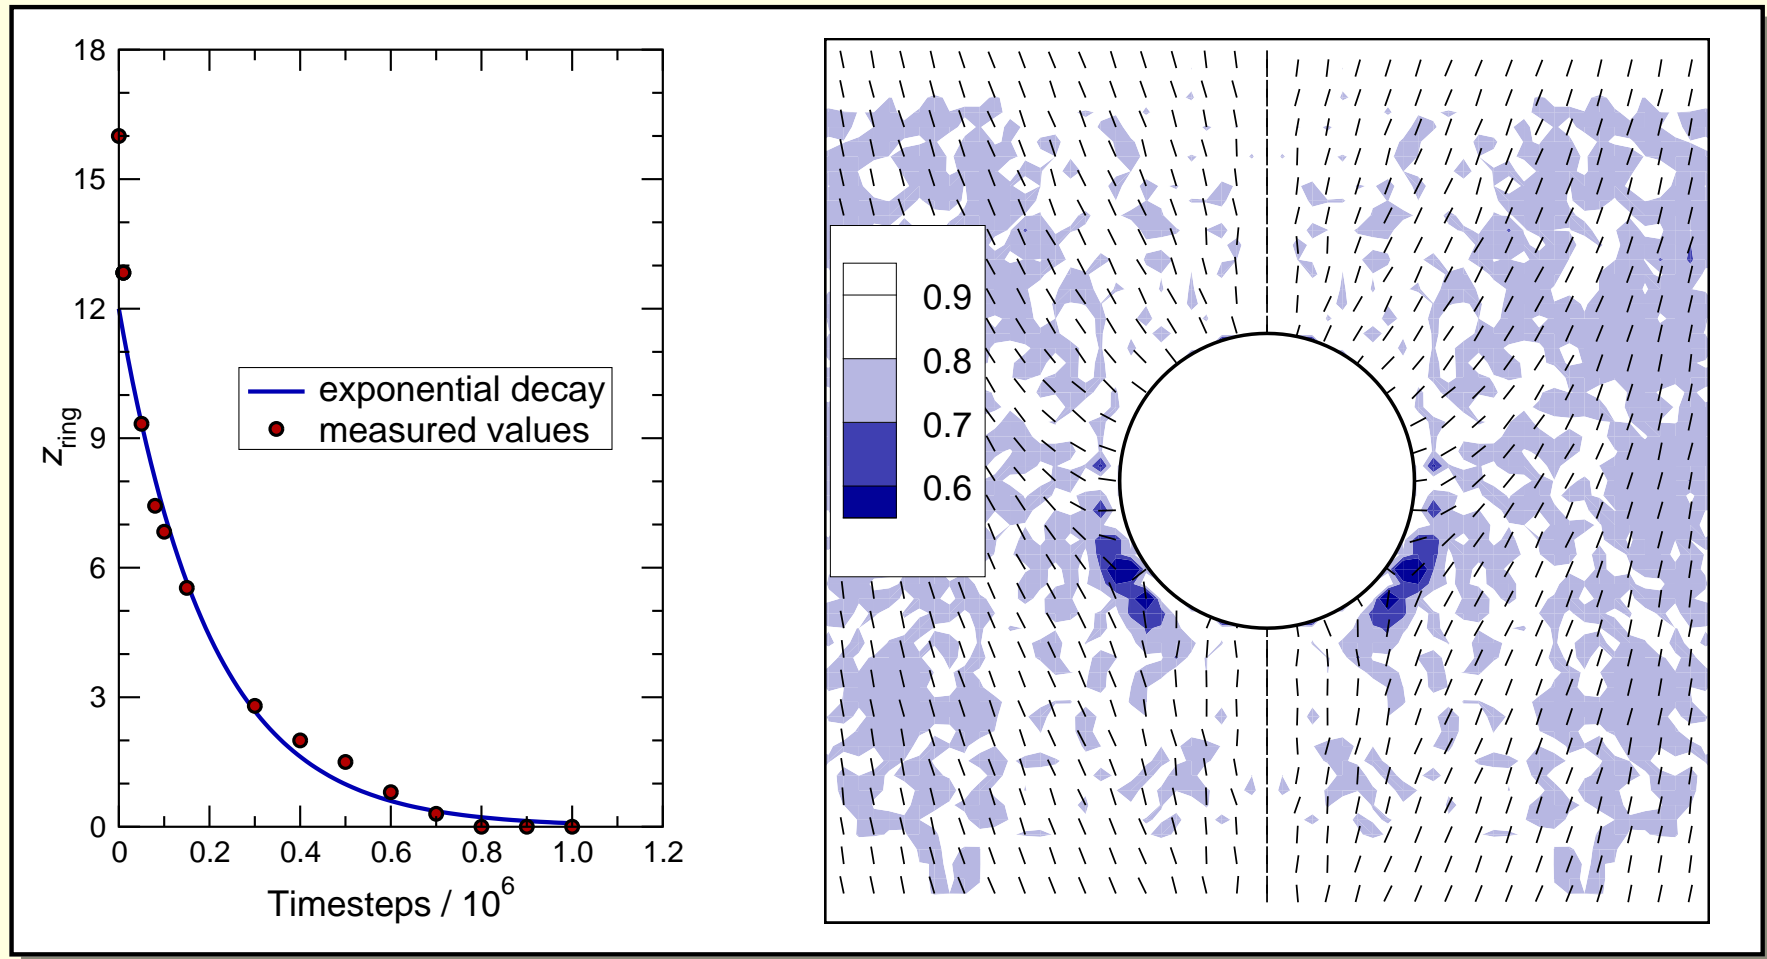 18
15
12
9
6
3
0
z_ring
exponential decay
measured values
0 0.2 0.4 0.6 0.8 1.0 1.2
Timesteps / 10^6
0.9
0.8
0.7
0.6